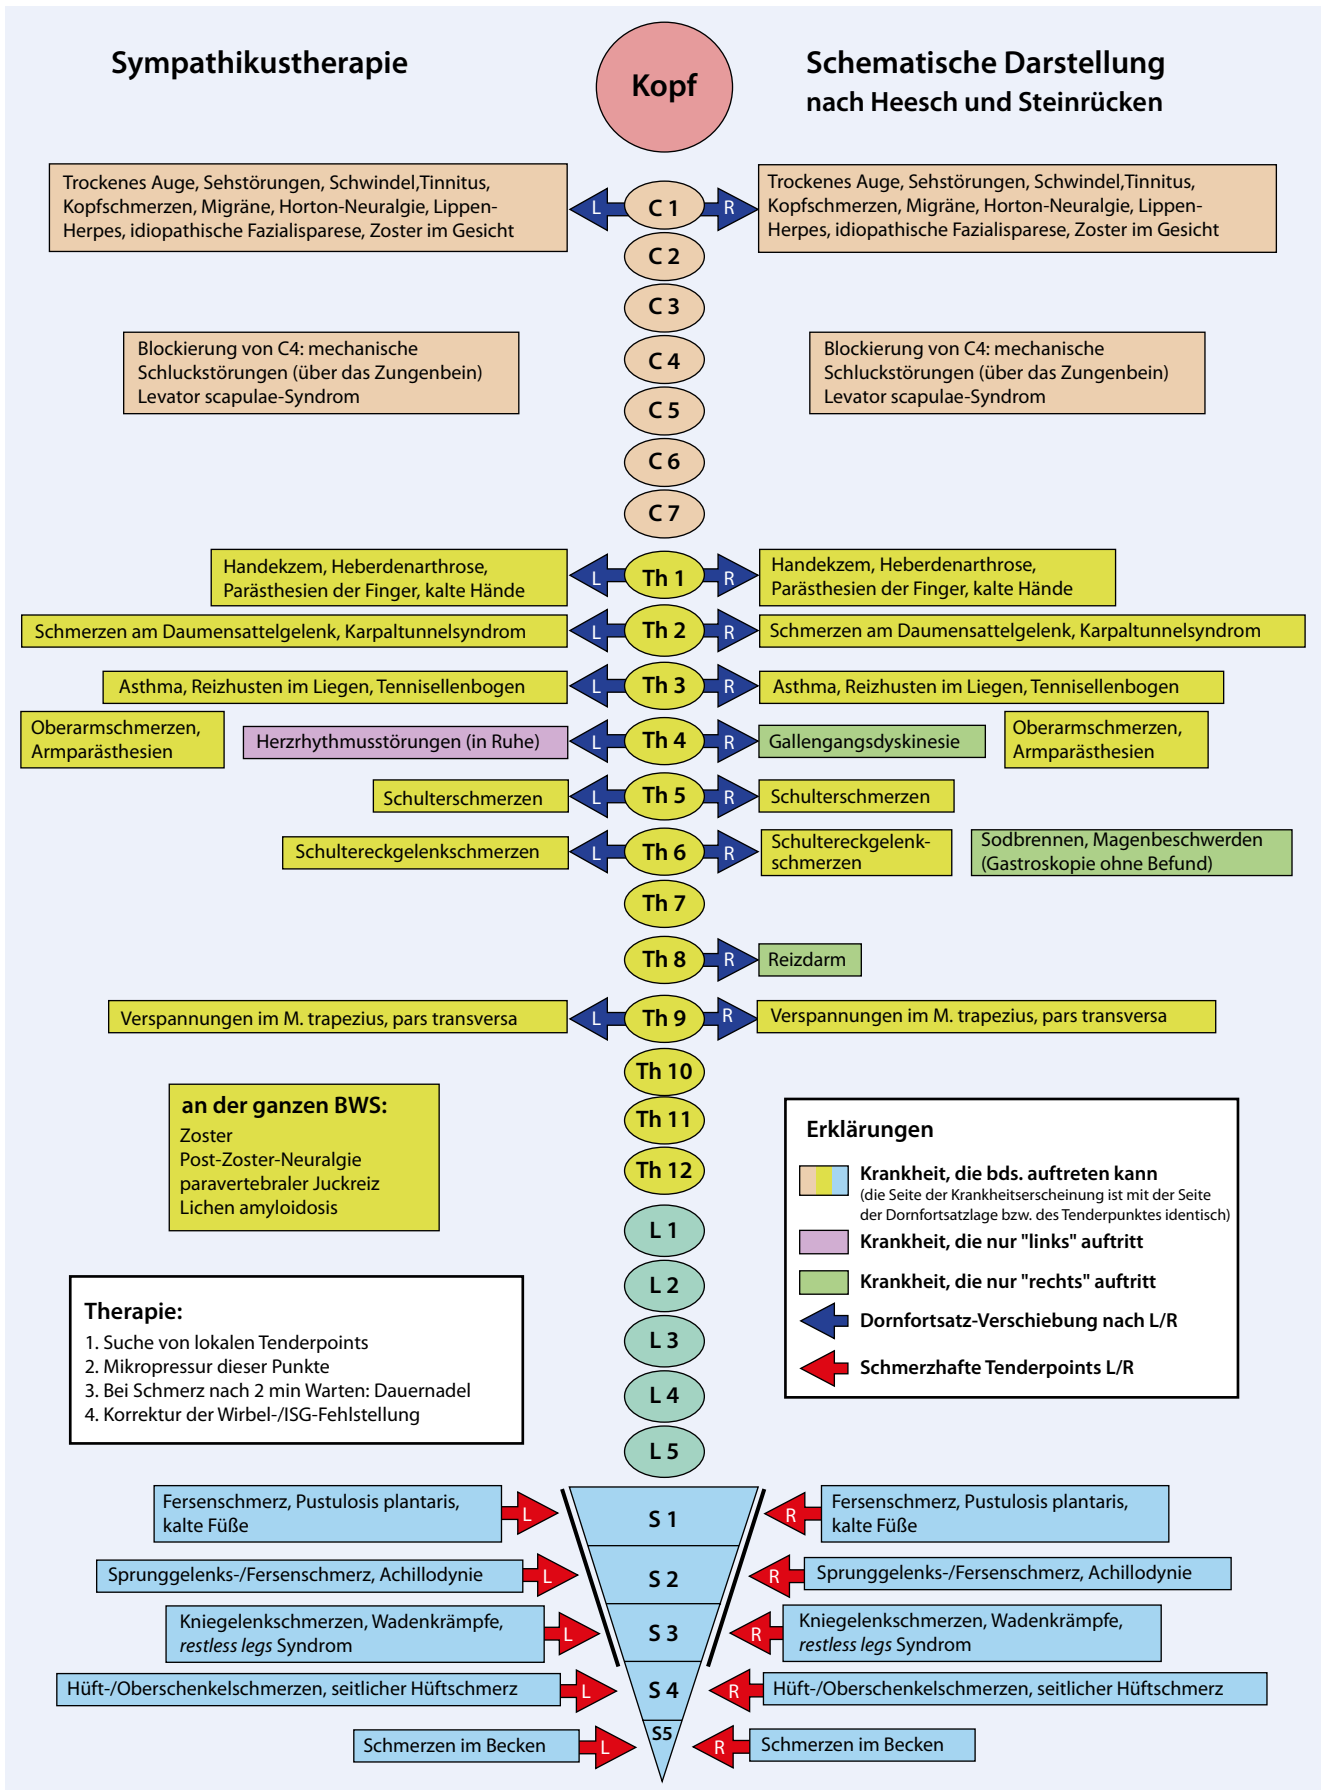 Sympathikustherapie
Kopf
Schematische Darstellung
nach Heesch und Steinrücken
Trockenes Auge, Sehstörungen, Schwindel,Tinnitus,
Kopfschmerzen, Migräne, Horton-Neuralgie, Lippen-
Herpes, idiopathische Fazialisparese, Zoster im Gesicht
L
C 1
R
Trockenes Auge, Sehstörungen, Schwindel,Tinnitus,
Kopfschmerzen, Migräne, Horton-Neuralgie, Lippen-
Herpes, idiopathische Fazialisparese, Zoster im Gesicht
C 2
C 3
Blockierung von C4: mechanische
Schluckstörungen (über das Zungenbein)
Levator scapulae-Syndrom
C 4
Blockierung von C4: mechanische
Schluckstörungen (über das Zungenbein)
Levator scapulae-Syndrom
C 5
C 6
C 7
Handekzem, Heberdenarthrose,
Parästhesien der Finger, kalte Hände
L
Th 1
R
Handekzem, Heberdenarthrose,
Parästhesien der Finger, kalte Hände
Schmerzen am Daumensattelgelenk, Karpaltunnelsyndrom
L
Th 2
R
Schmerzen am Daumensattelgelenk, Karpaltunnelsyndrom
Asthma, Reizhusten im Liegen, Tennisellenbogen
L
Th 3
R
Asthma, Reizhusten im Liegen, Tennisellenbogen
Oberarmschmerzen,
Armparästhesien
Herzrhythmusstörungen (in Ruhe)
L
Th 4
R
Gallengangsdyskinesie
Oberarmschmerzen,
Armparästhesien
Schulterschmerzen
L
Th 5
R
Schulterschmerzen
Schultereckgelenkschmerzen
L
Th 6
R
Schultereckgelenk-
schmerzen
Sodbrennen, Magenbeschwerden
(Gastroskopie ohne Befund)
Th 7
Th 8
R
Reizdarm
Verspannungen im M. trapezius, pars transversa
L
Th 9
R
Verspannungen im M. trapezius, pars transversa
Th 10
Th 11
Th 12
an der ganzen BWS:
Zoster
Post-Zoster-Neuralgie
paravertebraler Juckreiz
Lichen amyloidosis
Erklärungen
Krankheit, die bds. auftreten kann
(die Seite der Krankheitserscheinung ist mit der Seite
der Dornfortsatzlage bzw. des Tenderpunktes identisch)
Krankheit, die nur "links" auftritt
Krankheit, die nur "rechts" auftritt
Dornfortsatz-Verschiebung nach L/R
Schmerzhafte Tenderpoints L/R
L 1
L 2
L 3
L 4
L 5
Therapie:
1. Suche von lokalen Tenderpoints
2. Mikropressur dieser Punkte
3. Bei Schmerz nach 2 min Warten: Dauernadel
4. Korrektur der Wirbel-/ISG-Fehlstellung
Fersenschmerz, Pustulosis plantaris,
kalte Füße
L
S 1
R
Fersenschmerz, Pustulosis plantaris,
kalte Füße
Sprunggelenks-/Fersenschmerz, Achillodynie
L
S 2
R
Sprunggelenks-/Fersenschmerz, Achillodynie
Kniegelenkschmerzen, Wadenkrämpfe,
restless legs Syndrom
L
S 3
R
Kniegelenkschmerzen, Wadenkrämpfe,
restless legs Syndrom
Hüft-/Oberschenkelschmerzen, seitlicher Hüftschmerz
L
S 4
R
Hüft-/Oberschenkelschmerzen, seitlicher Hüftschmerz
Schmerzen im Becken
L
S5
R
Schmerzen im Becken